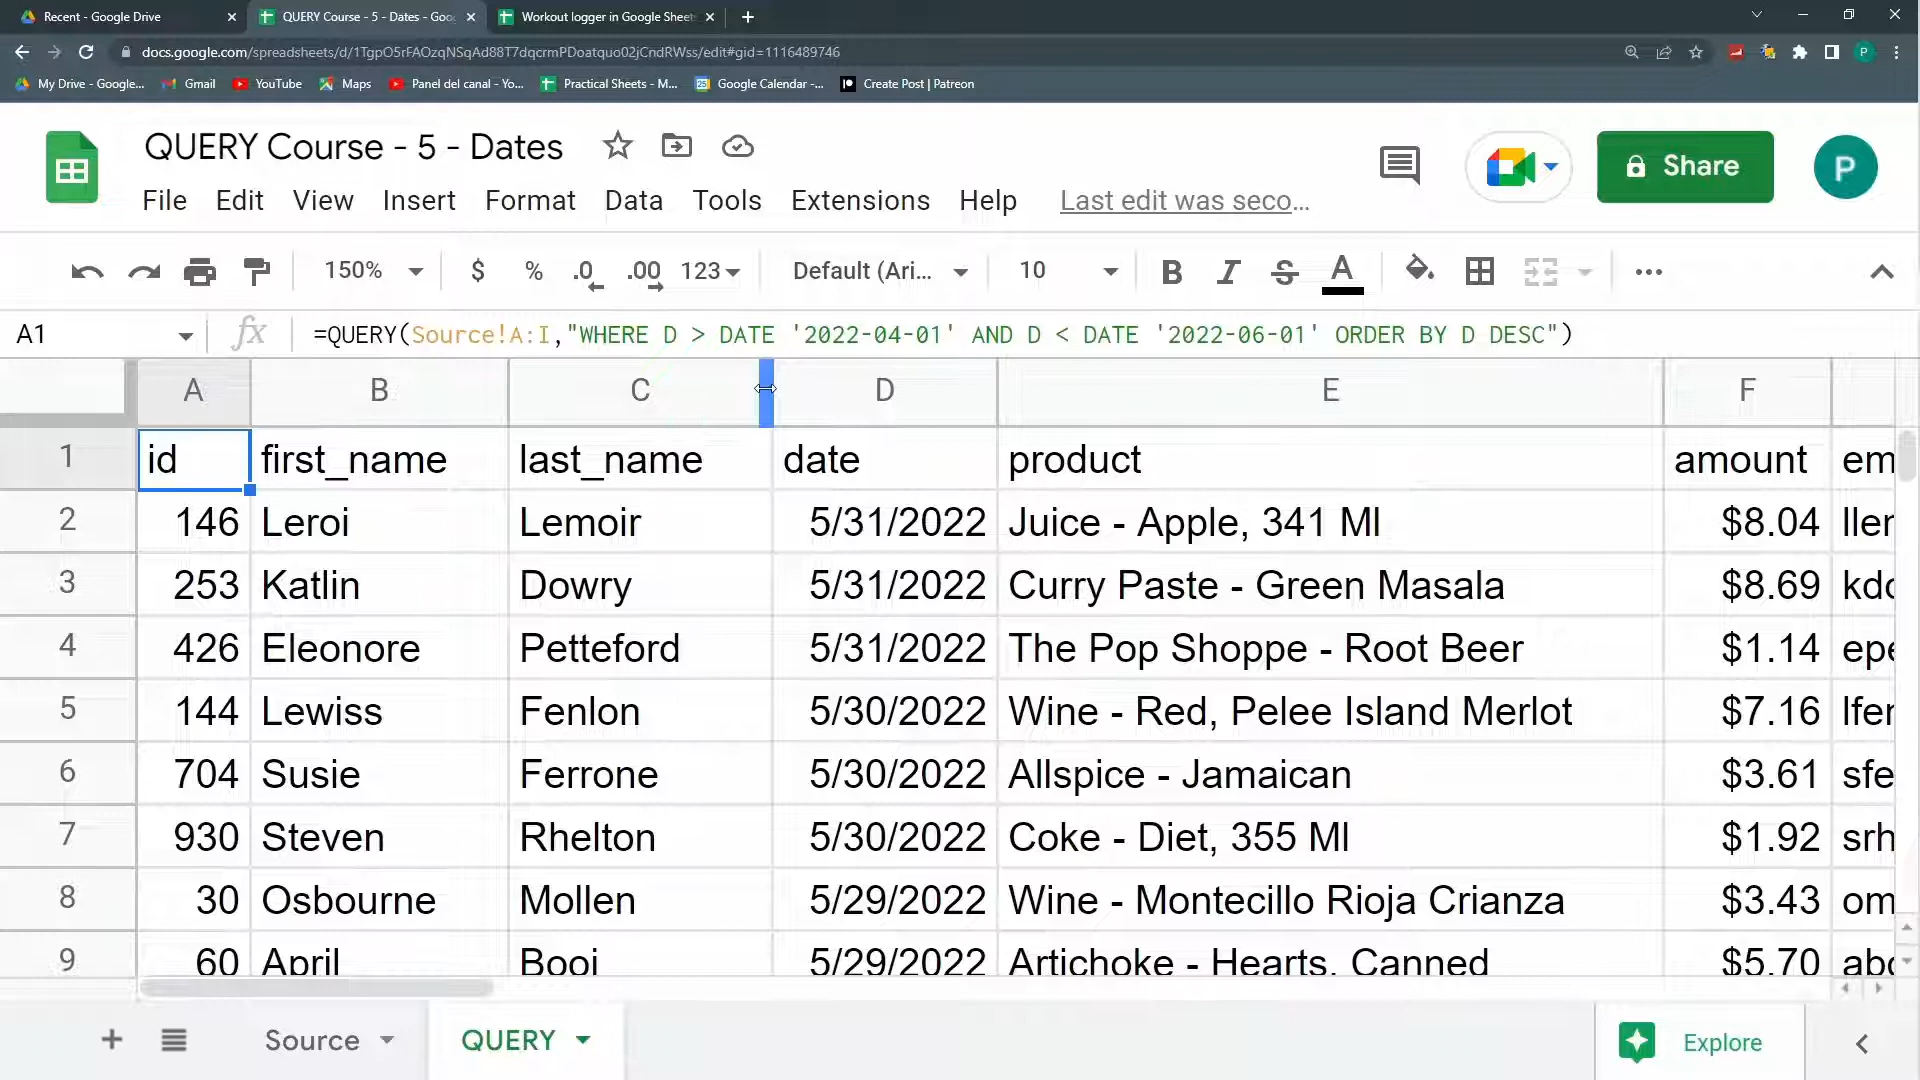 Recent - Google Drive
QUERY Course - 5 - Dates - Goo
Workout logger in Google Sheet
docs.google.com/spreadsheets/d/1TgpO5rFAOzqNSqAd88T7dqcrmPDoatquo02jCndRWss/edit#gid=1116489746
My Drive - Google... Gmail YouTube Maps Panel del canal - Yo... Practical Sheets - M... Google Calendar -... Create Post | Patreon
QUERY Course - 5 - Dates
Share
P
File Edit View Insert Format Data Tools Extensions Help Last edit was seco...
150% $ % .0 .00 123 Default (Ari... 10 B I S A
A1 fx =QUERY(Source!A:I,"WHERE D > DATE '2022-04-01' AND D < DATE '2022-06-01' ORDER BY D DESC")
A B C D E F
1 id first_name last_name date product amount em
2 146 Leroi Lemoir 5/31/2022 Juice - Apple, 341 Ml $8.04 ller
3 253 Katlin Dowry 5/31/2022 Curry Paste - Green Masala $8.69 kdo
4 426 Eleonore Petteford 5/31/2022 The Pop Shoppe - Root Beer $1.14 epe
5 144 Lewiss Fenlon 5/30/2022 Wine - Red, Pelee Island Merlot $7.16 lfer
6 704 Susie Ferrone 5/30/2022 Allspice - Jamaican $3.61 sfe
7 930 Steven Rhelton 5/30/2022 Coke - Diet, 355 Ml $1.92 srh
8 30 Osbourne Mollen 5/29/2022 Wine - Montecillo Rioja Crianza $3.43 om
9 60 April Booi 5/29/2022 Artichoke - Hearts, Canned $5.70 abo
Source QUERY Explore